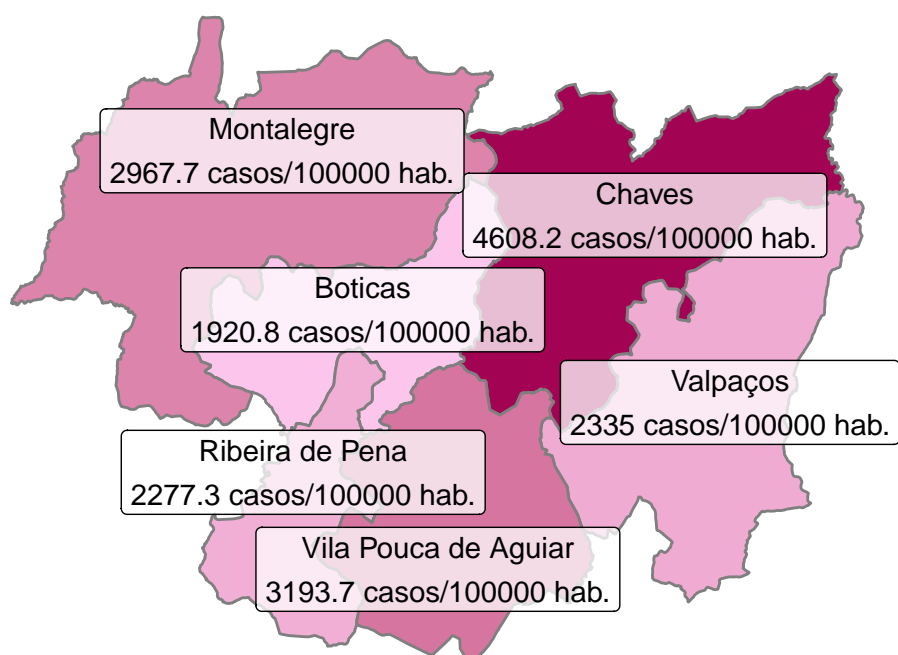 Montalegre
2967.7 casos/100000 hab.
Chaves
4608.2 casos/100000 hab.
Boticas
1920.8 casos/100000 hab.
Valpaços
2335 casos/100000 hab.
Ribeira de Pena
2277.3 casos/100000 hab.
Vila Pouca de Aguiar
3193.7 casos/100000 hab.